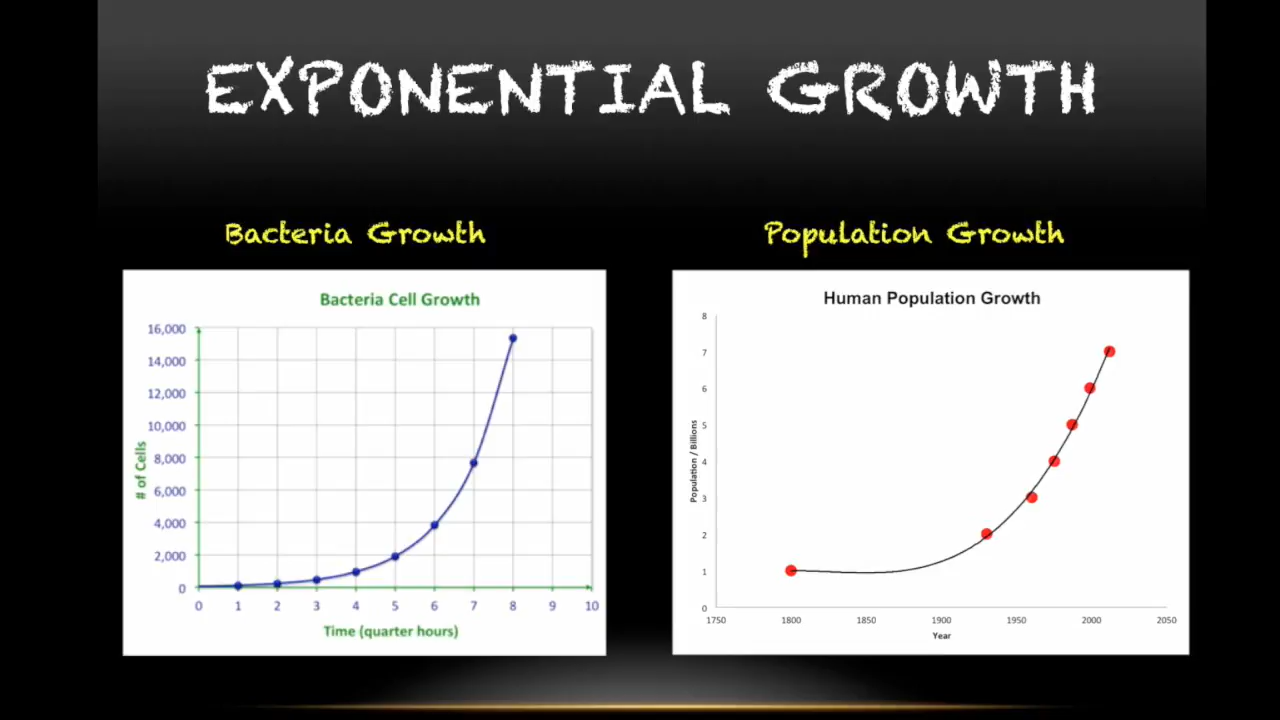 EXPONENTIAL GROWTH
Bacteria Growth
Population Growth
Bacteria Cell Growth
16,000
14,000
12,000
10,000
8,000
6,000
4,000
2,000
0
# of Cells
0 1 2 3 4 5 6 7 8 9 10
Time (quarter hours)
Human Population Growth
8
7
6
5
4
3
2
1
0
Population / Billions
1750 1800 1850 1900 1950 2000 2050
Year